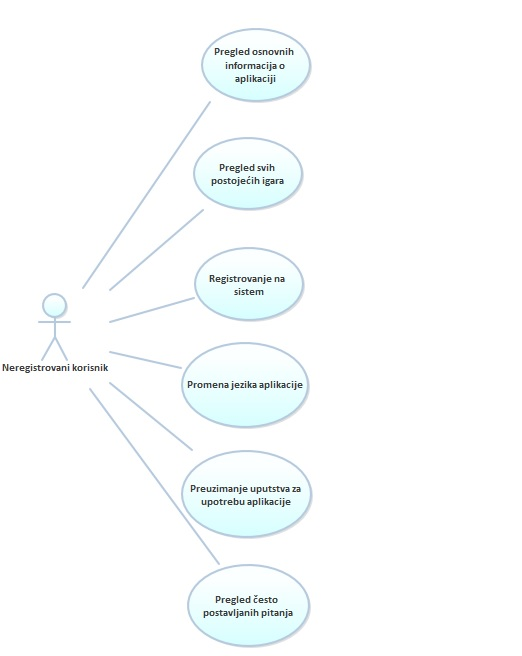 Pregled osnovnih
informacija o
aplikaciji
Pregled svih
postojećih igara
Registrovanje na
sistem
Neregistrovani korisnik
Promena jezika aplikacije
Preuzimanje uputstva za
upotrebu aplikacije
Pregled često
postavljanih pitanja